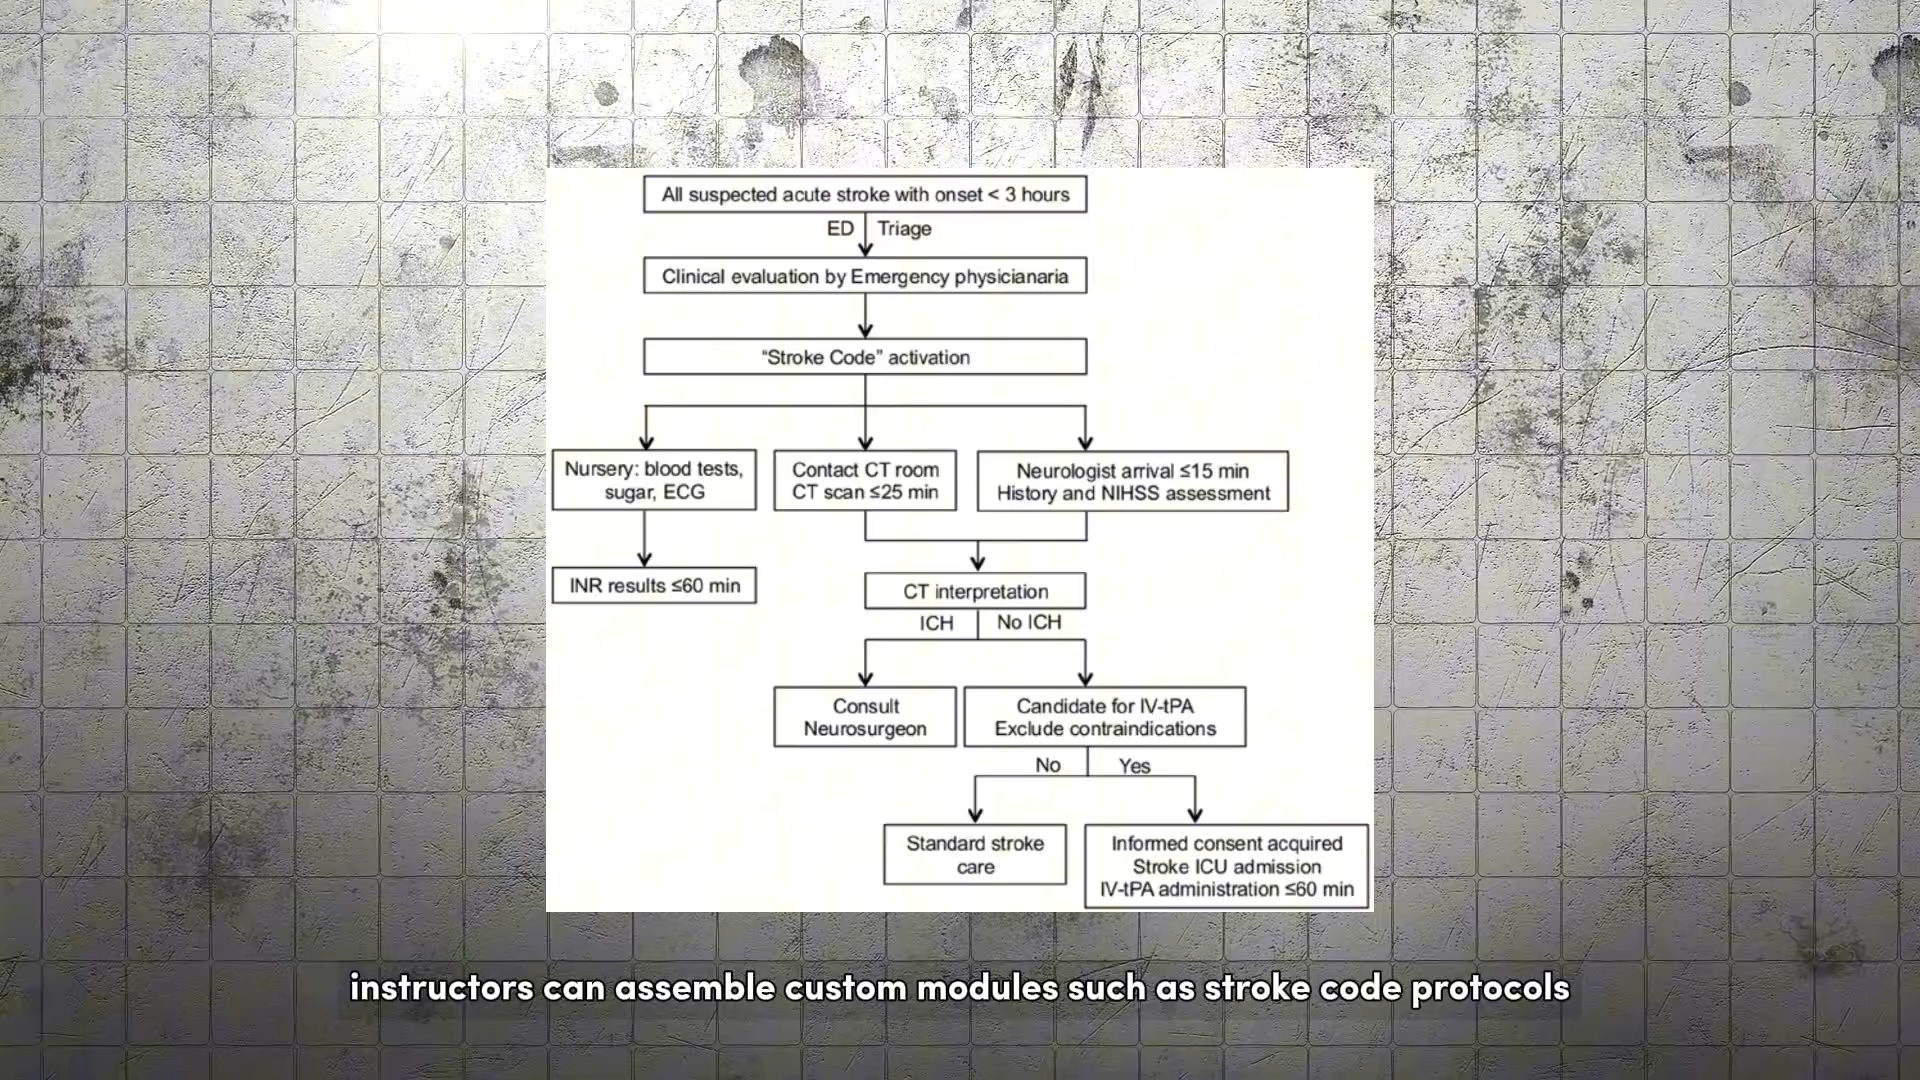 All suspected acute stroke with onset < 3 hours
ED Triage
Clinical evaluation by Emergency physicianaria
“Stroke Code” activation
Nursery: blood tests,
sugar, ECG
Contact CT room
CT scan ≤25 min
Neurologist arrival ≤15 min
History and NIHSS assessment
INR results ≤60 min
CT interpretation
ICH No ICH
Consult
Neurosurgeon
Candidate for IV-tPA
Exclude contraindications
No Yes
Standard stroke
care
Informed consent acquired
Stroke ICU admission
IV-tPA administration ≤60 min
instructors can assemble custom modules such as stroke code protocols